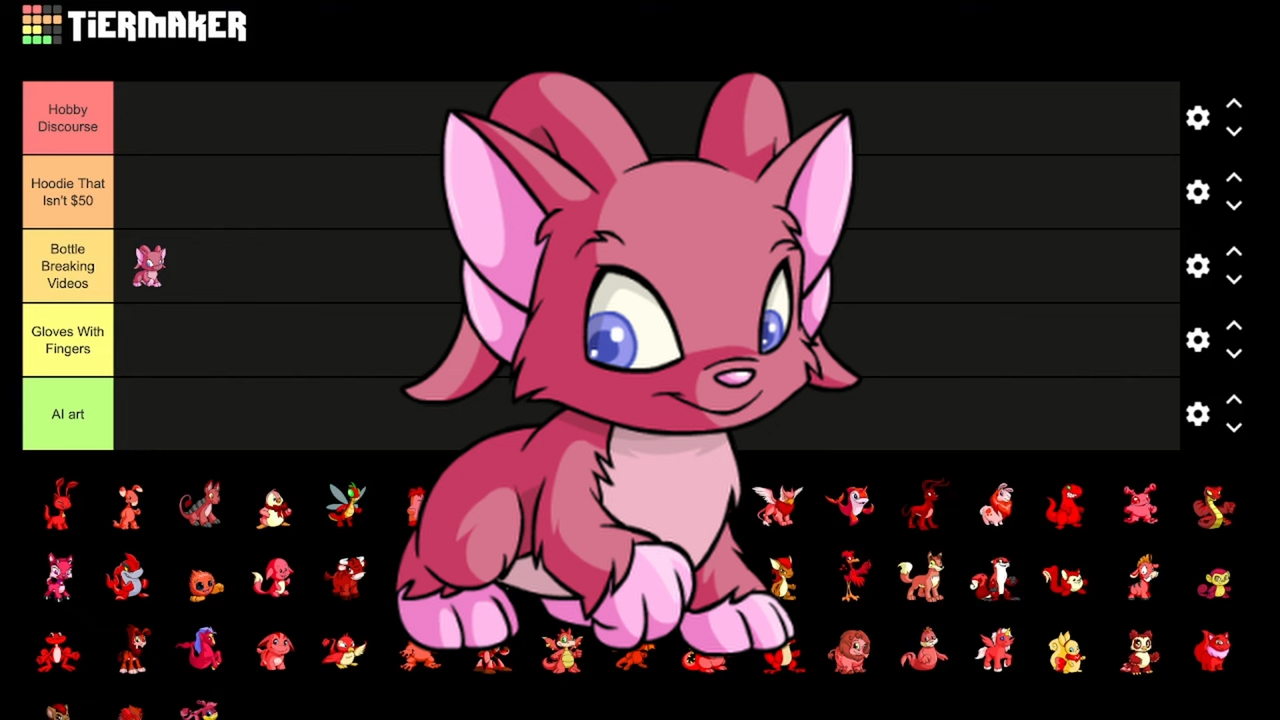 TiERMAKER
Hobby
Discourse
Hoodie That
Isn't $50
Bottle
Breaking
Videos
Gloves With
Fingers
AI art